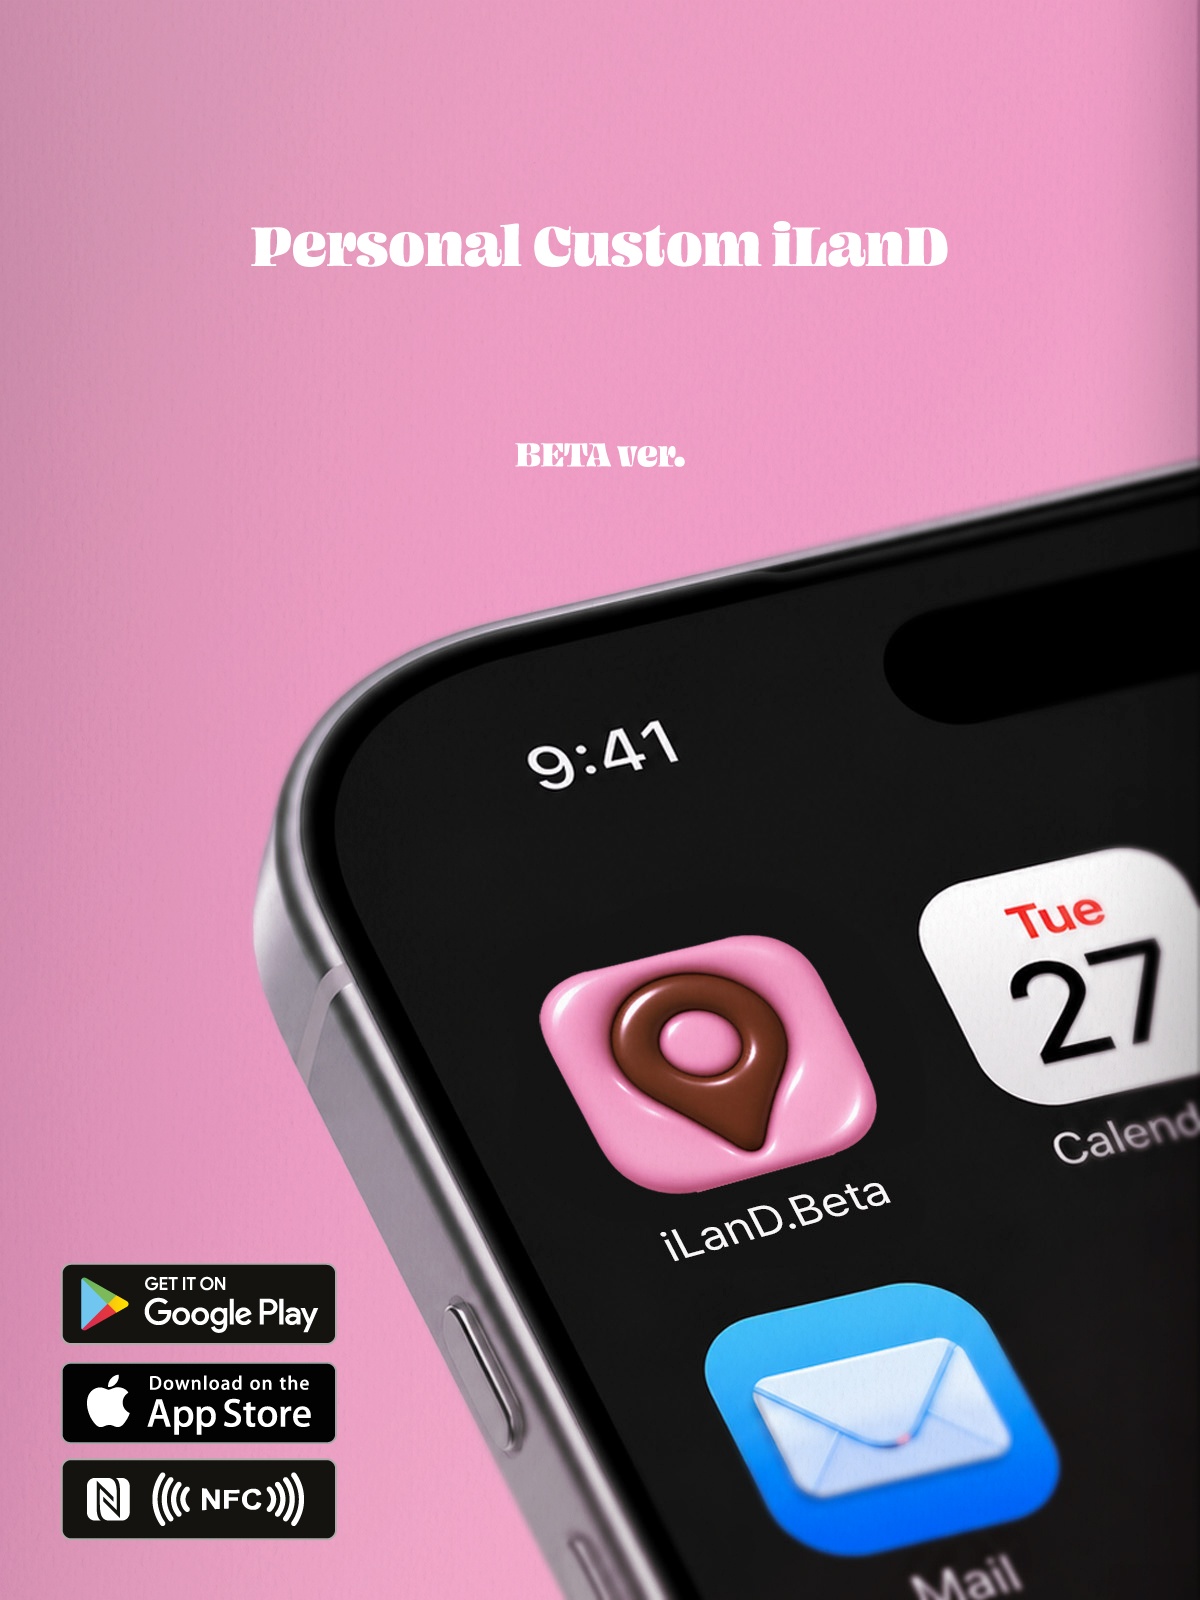 Personal Custom iLanD
BETA ver.
9:41
Tue
27
Calend
iLanD.Beta
Mail
GET IT ON
Google Play
Download on the
App Store
NFC